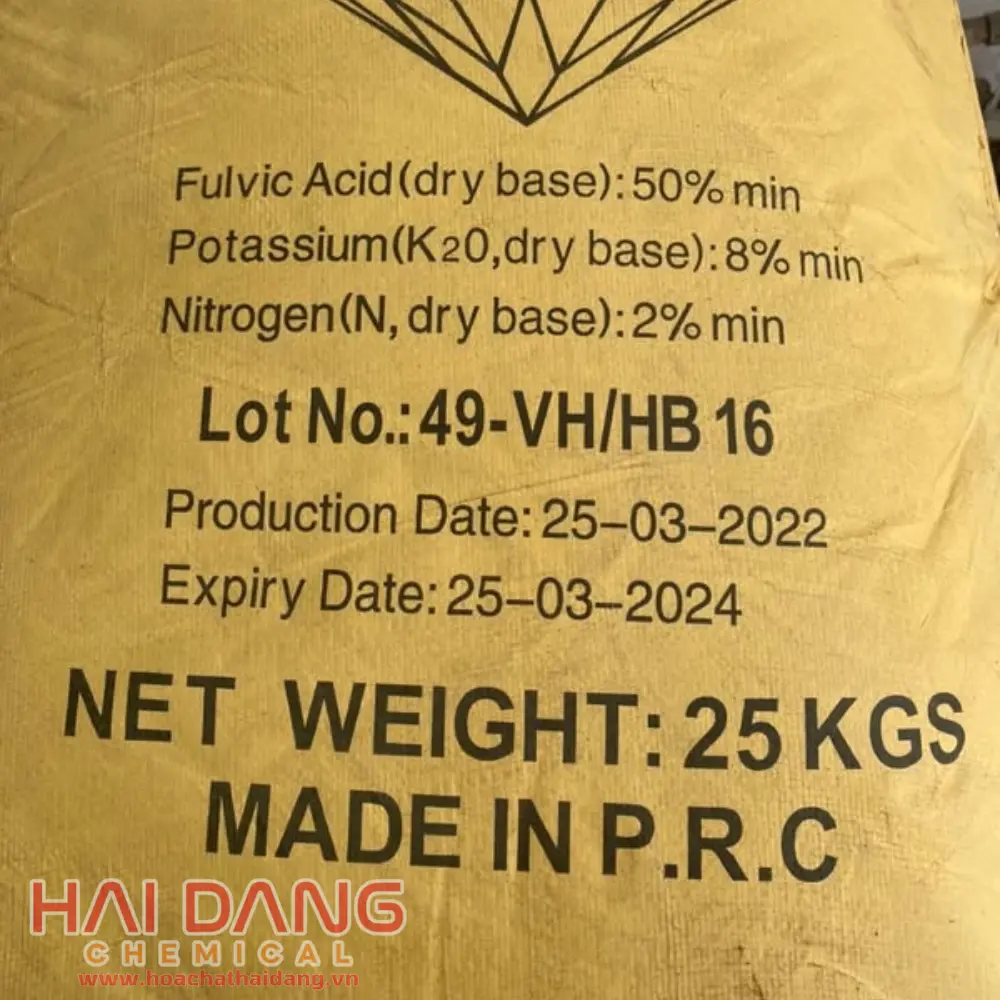 Fulvic Acid(dry base):50% min
Potassium(K2O,dry base):8% min
Nitrogen(N,dry base):2% min
Lot No.:49-VH/HB 16
Production Date: 25-03-2022
Expiry Date: 25-03-2024
NET WEIGHT: 25 KGS
MADE IN P.R.C
HAI DANG
CHEMICAL
www.hoachathaidang.vn